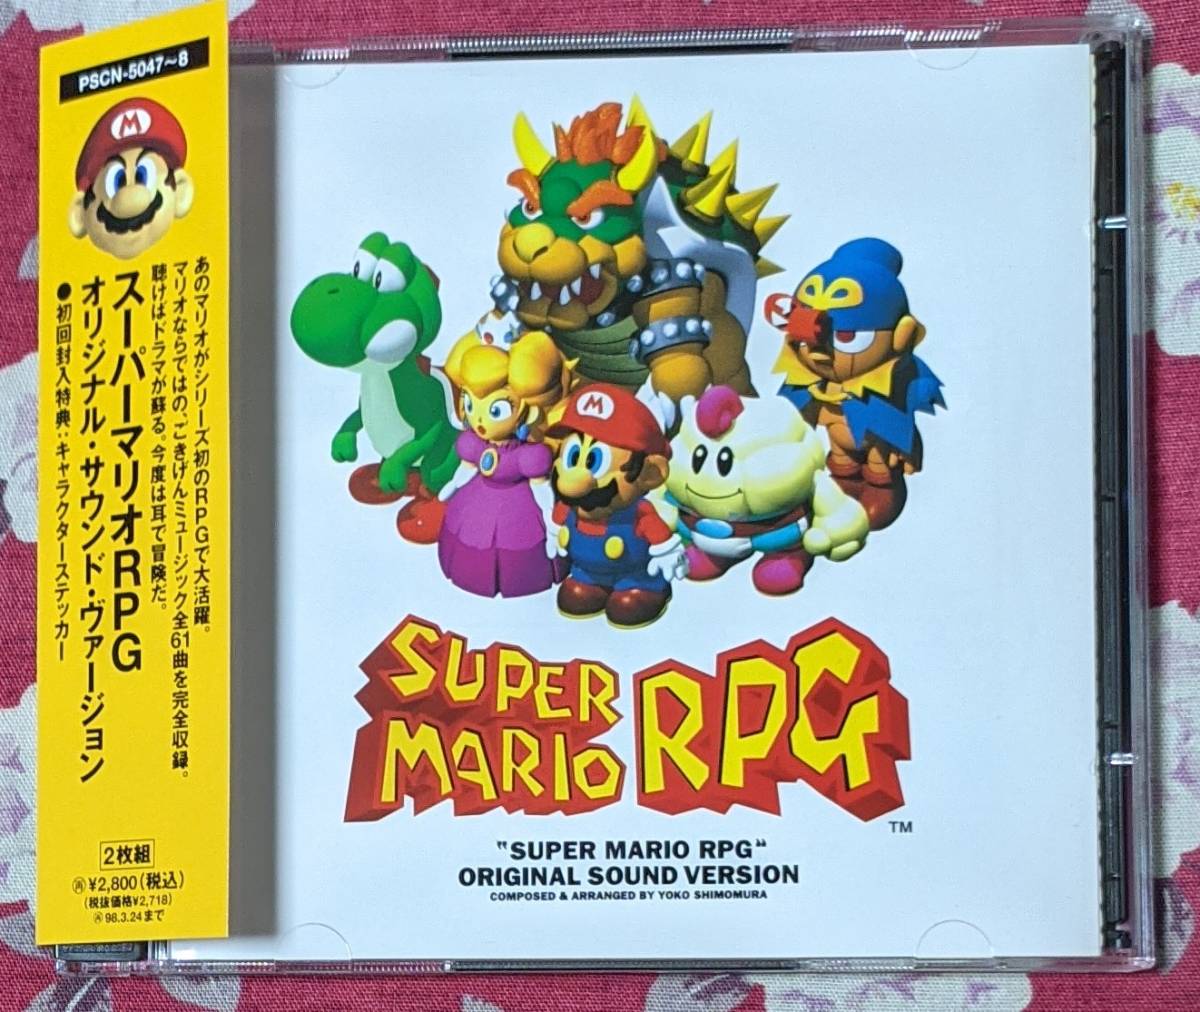 PSCN-5047~8
M
あのマリオがシリーズ初のRPGで大活躍。
マリオならではの、ごきげんミュージック全61曲を完全収録。
聴けばドラマが蘇る。今度は耳で冒険だ。
スーパーマリオRPG
オリジナル・サウンド・ヴァージョン
●初回封入特典:キャラクターステッカー
2枚組
㊞¥2,800(税込)
(税抜価格¥2,718)
㊞98.3.24まで
M
SUPER
MARIO RPG
TM
"SUPER MARIO RPG"
ORIGINAL SOUND VERSION
COMPOSED & ARRANGED BY YOKO SHIMOMURA